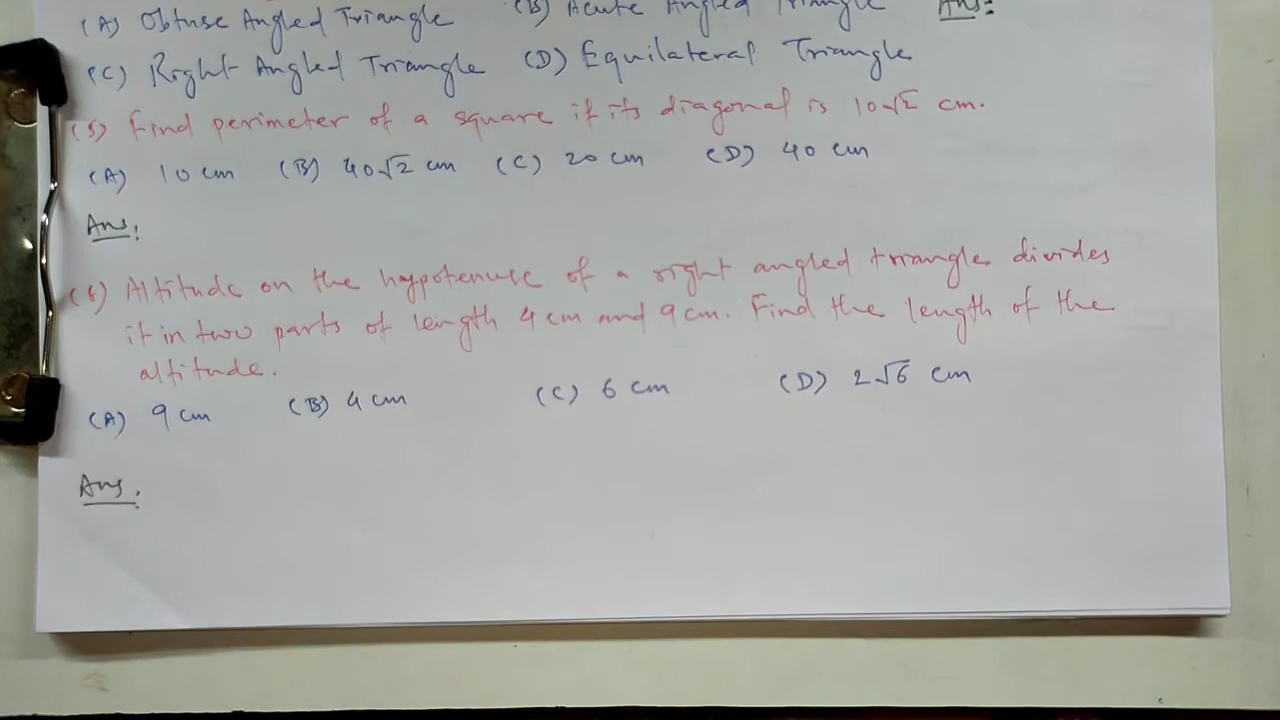 (A) Obtuse Angled Triangle (B) Acute Angled Triangle Ans:
(C) Right Angled Triangle (D) Equilateral Triangle
(5) Find perimeter of a square if its diagonal is 10√2 cm.
(A) 10 cm (B) 40√2 cm (C) 20 cm (D) 40 cm
Ans:
(6) Altitude on the hypotenuse of a right angled triangle divides
it in two parts of length 4 cm and 9 cm. Find the length of the
altitude.
(A) 9 cm (B) 4 cm (C) 6 cm (D) 2√6 cm
Ans.